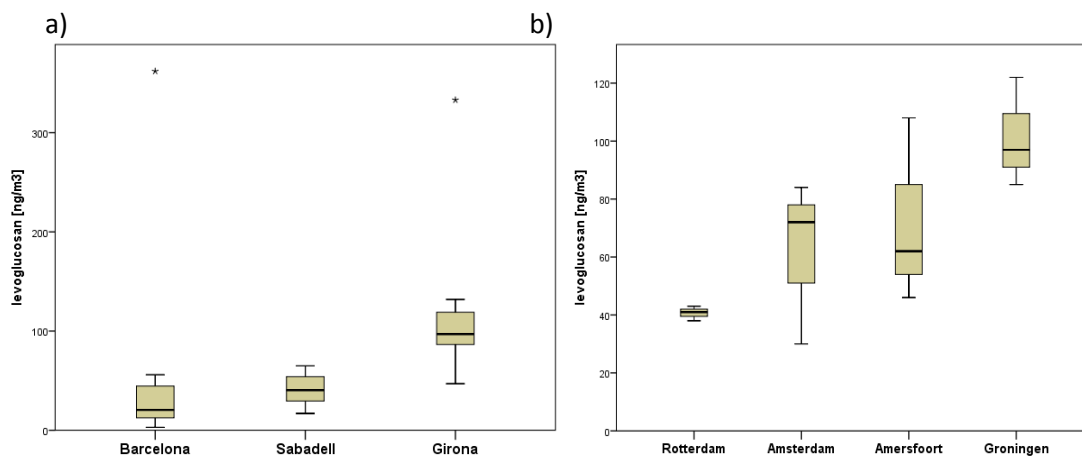 a)
levoglucosan [ng/m3]
300
200
100
0
Barcelona Sabadell Girona
b)
levoglucosan [ng/m3]
120
100
80
60
40
20
0
Rotterdam Amsterdam Amersfoort Groningen